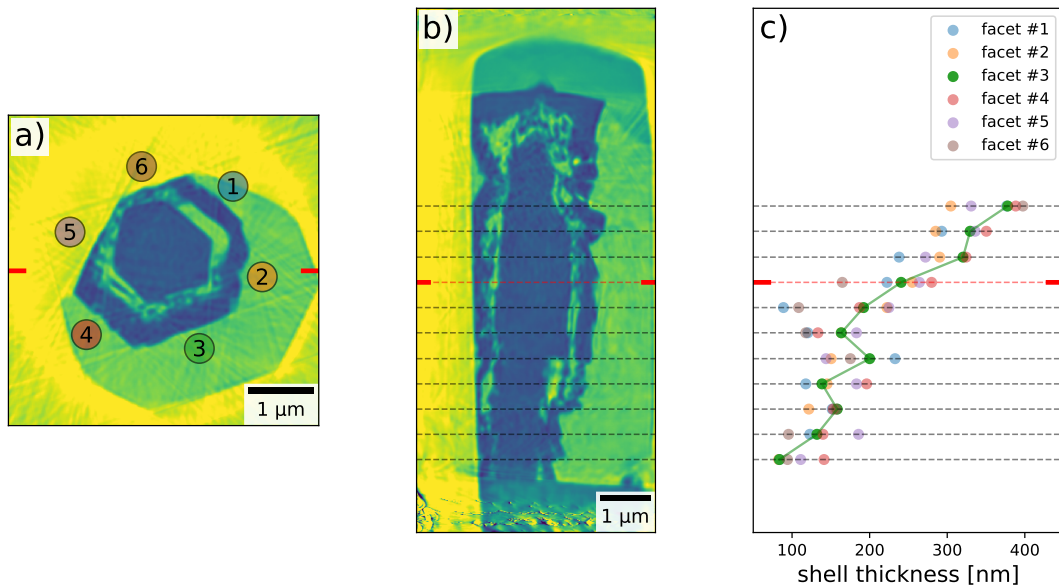 a)
6
1
5
2
4
3
1 µm
b)
1 µm
c)
facet #1
facet #2
facet #3
facet #4
facet #5
facet #6
100 200 300 400
shell thickness [nm]